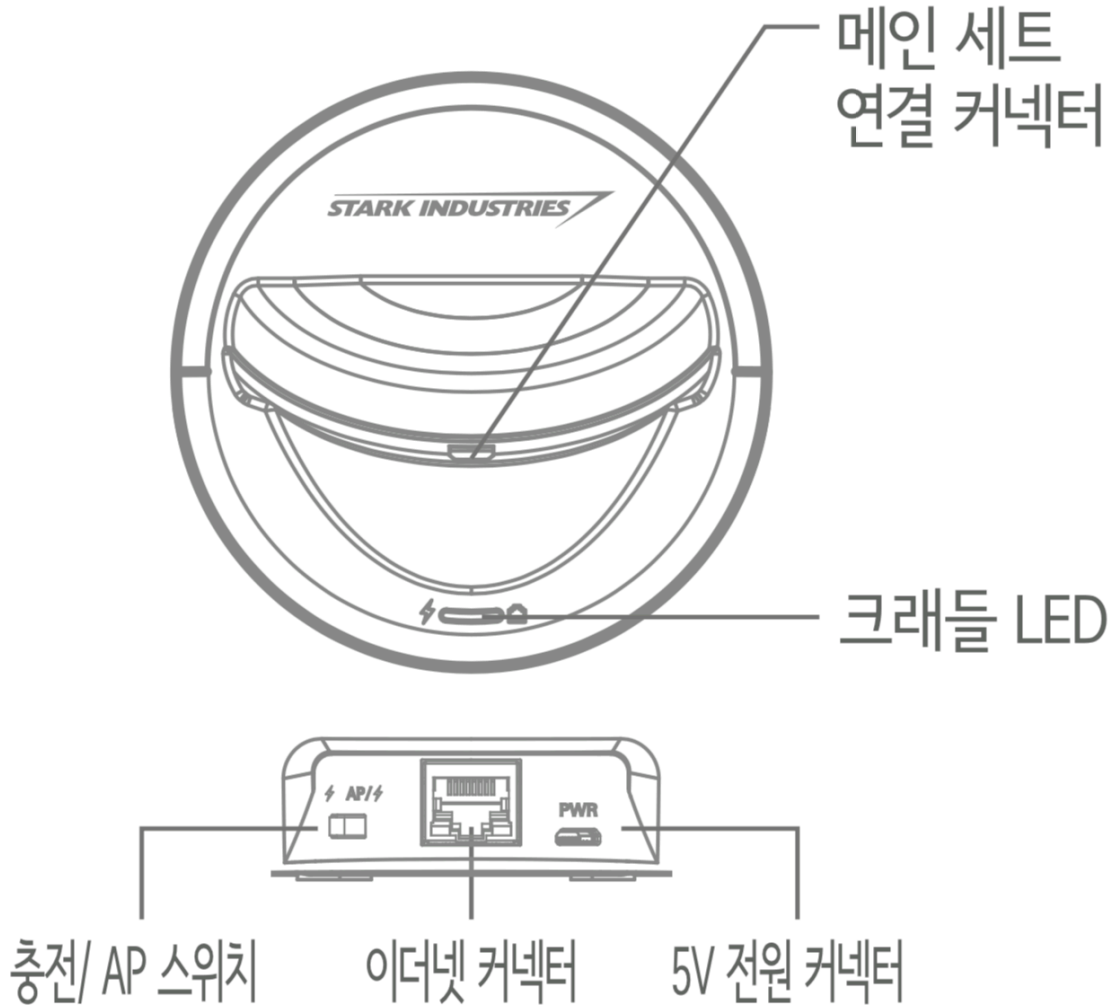 메인 세트
연결 커넥터
STARK INDUSTRIES
크래들 LED
AP/
PWR
충전/ AP 스위치
이더넷 커넥터
5V 전원 커넥터